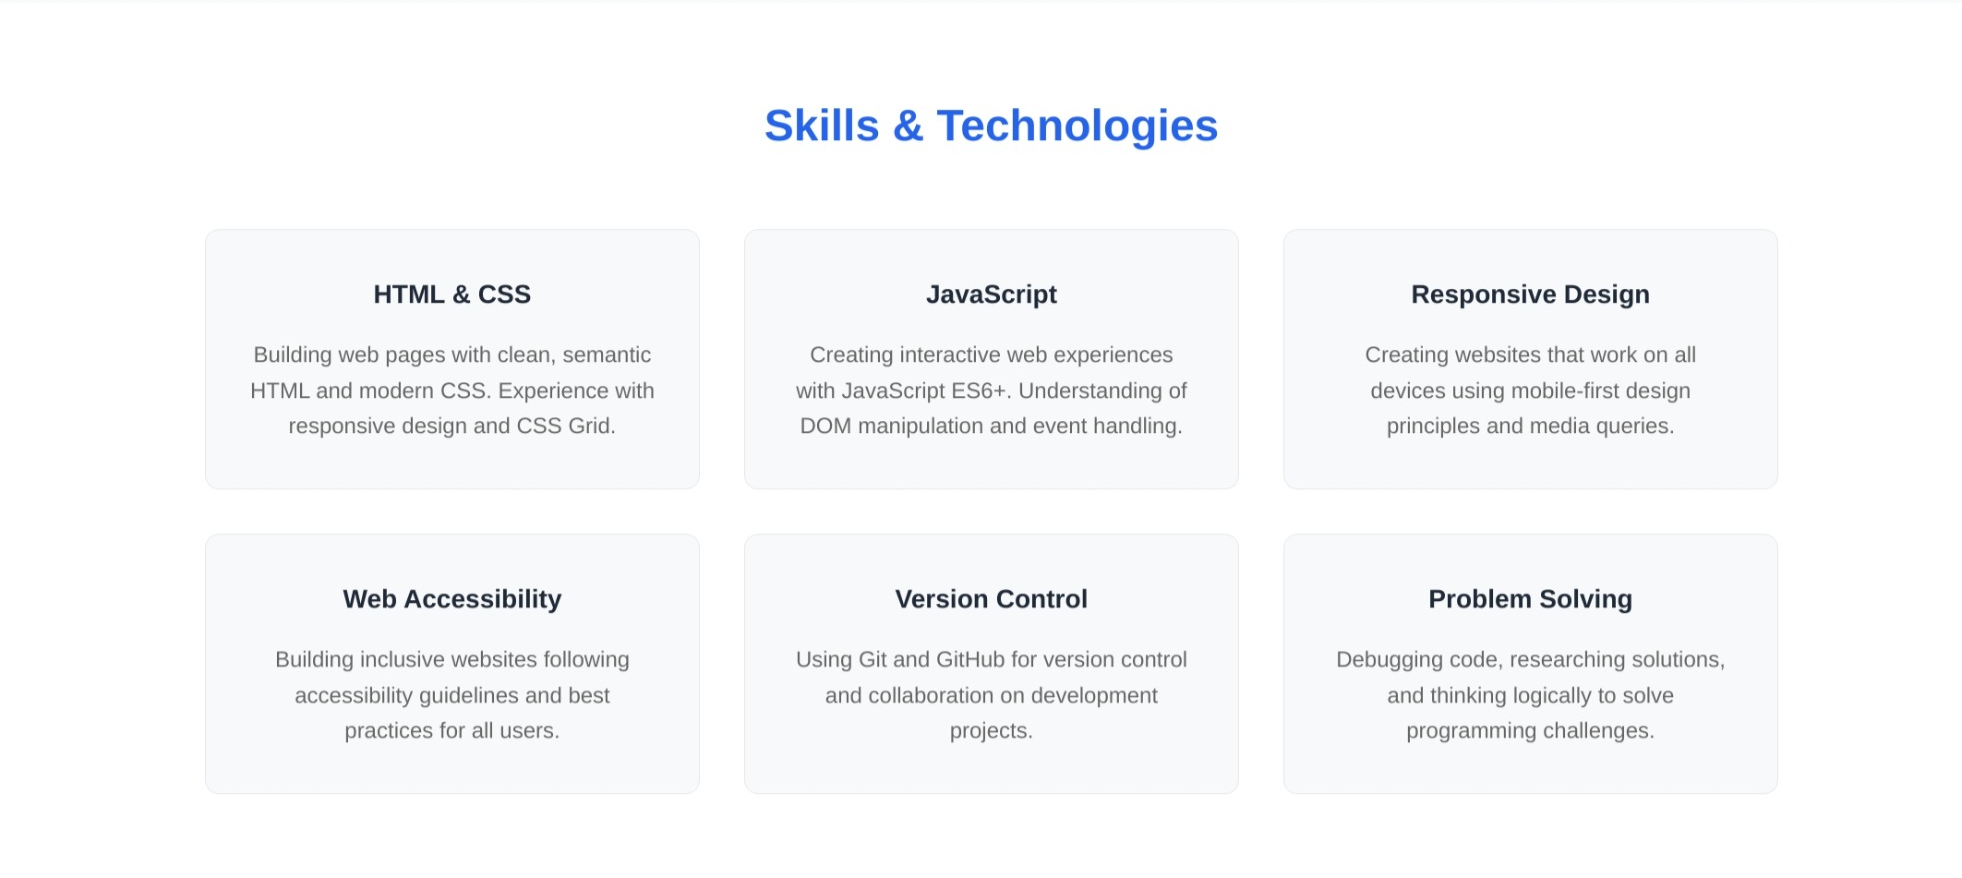 Skills & Technologies
HTML & CSS
Building web pages with clean, semantic
HTML and modern CSS. Experience with
responsive design and CSS Grid.
JavaScript
Creating interactive web experiences
with JavaScript ES6+. Understanding of
DOM manipulation and event handling.
Responsive Design
Creating websites that work on all
devices using mobile-first design
principles and media queries.
Web Accessibility
Building inclusive websites following
accessibility guidelines and best
practices for all users.
Version Control
Using Git and GitHub for version control
and collaboration on development
projects.
Problem Solving
Debugging code, researching solutions,
and thinking logically to solve
programming challenges.